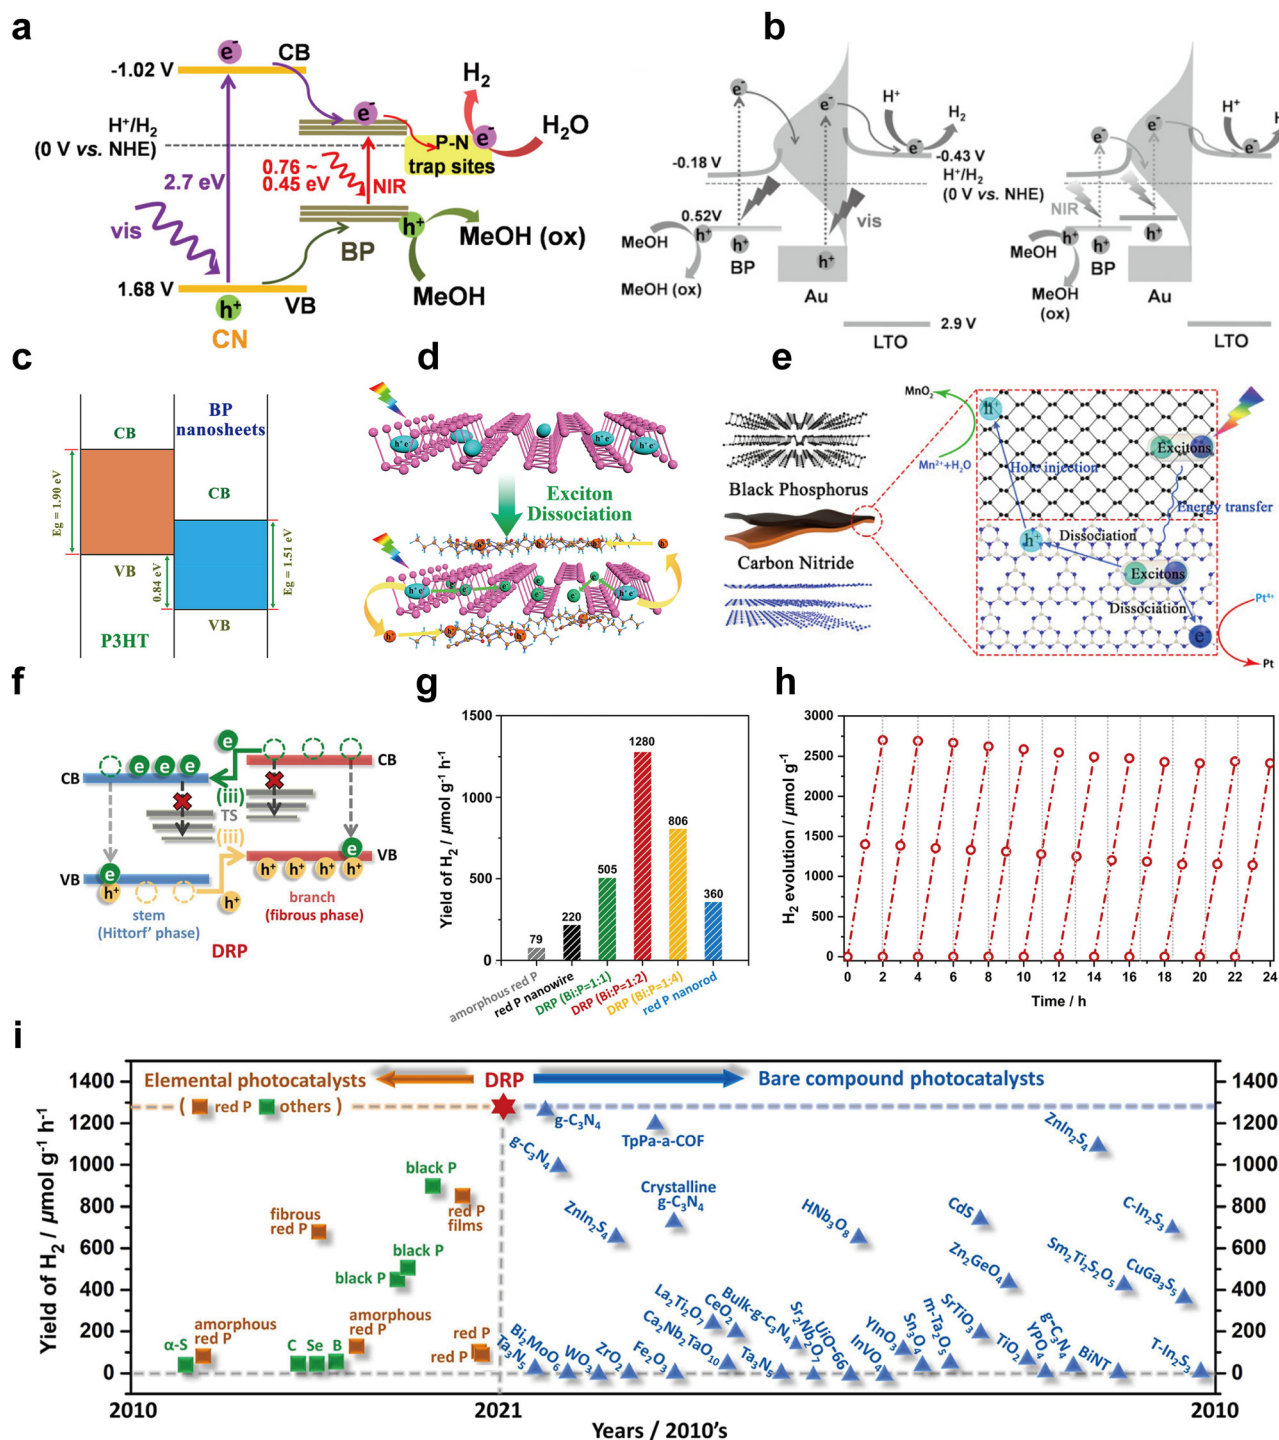 a
e⁻
CB
-1.02 V
H₂
e⁻
H⁺/H₂
(0 V vs. NHE)
e⁻
H₂O
P-N
trap sites
2.7 eV
0.76 ~
0.45 eV
NIR
vis
h⁺
MeOH (ox)
BP
1.68 V
VB
MeOH
h⁺
CN
b
e⁻
e⁻
H⁺
H₂
e⁻
-0.18 V
-0.43 V
H⁺/H₂
(0 V vs. NHE)
0.52V
vis
MeOH
h⁺
h⁺
BP
h⁺
MeOH (ox)
Au
2.9 V
LTO
H⁺
H
e⁻
e⁻
e⁻
NIR
h⁺
h⁺
h⁺
MeOH
BP
MeOH
(ox)
Au
LTO
c
CB
BP
nanosheets
Eg = 1.90 eV
CB
VB
0.84 eV
Eg = 1.51 eV
P3HT
VB
d
h⁺ e⁻
h⁺ e⁻
h⁺ e⁻
Exciton
Dissociation
h⁺
e⁻
e⁻
e⁻
e⁻
h⁺ e⁻
h⁺ e⁻
h⁺
h⁺
e
MnO₂
h⁺
Excitons
Mn²⁺+H₂O
Hole injection
Black Phosphorus
Energy transfer
h⁺
Dissociation
Carbon Nitride
Excitons
Dissociation
Pt⁴⁺
e⁻
Pt
f
e
CB
e e e
CB
(iii)
TS
(iii)
e
VB
e
h⁺ h⁺ h⁺ h⁺
VB
h⁺
h⁺
stem
(Hittorf' phase)
branch
(fibrous phase)
DRP
g
Yield of H₂ / μmol g⁻¹ h⁻¹
1500
1000
500
0
79
220
505
1280
806
360
amorphous red P
red P nanowire
DRP (Bi:P=1:1)
DRP (Bi:P=1:2)
DRP (Bi:P=1:4)
red P nanorod
h
H₂ evolution / μmol g⁻¹
3000
2500
2000
1500
1000
500
0
0 2 4 6 8 10 12 14 16 18 20 22 24
Time / h
i
Yield of H₂ / μmol g⁻¹ h⁻¹
1400
1200
1000
800
600
400
200
0
Elemental photocatalysts
DRP
Bare compound photocatalysts
( red P others )
g-C₃N₄
TpPa-a-COF
ZnIn₂S₄
g-C₃N₄
black P
red P
films
Crystalline
g-C₃N₄
fibrous
red P
ZnIn₂S₄
HNb₃O₈
CdS
C-In₂S₃
black P
black P
Zn₂GeO₄
Sm₂Ti₂S₂O₅
CuGa₃S₅
α-S
amorphous
red P
C Se B
amorphous
red P
red P
red P
Ta₃N₅
Bi₂MoO₆
WO₃
ZrO₂
Fe₂O₃
La₂Ti₂O₇
CeO₂
Ca₂Nb₂TaO₁₀
Bulk-g-C₃N₄
Ta₃N₅
Sr₂Nb₂O₇
UiO-66
InVO₄
YInO₃
Sn₃O₄
m-Ta₂O₅
SrTiO₃
TiO₂
YPO₄
g-C₃N₄
BiNT
T-In₂S₃
1400
1200
1000
800
600
400
200
0
2010 2021 2010
Years / 2010's